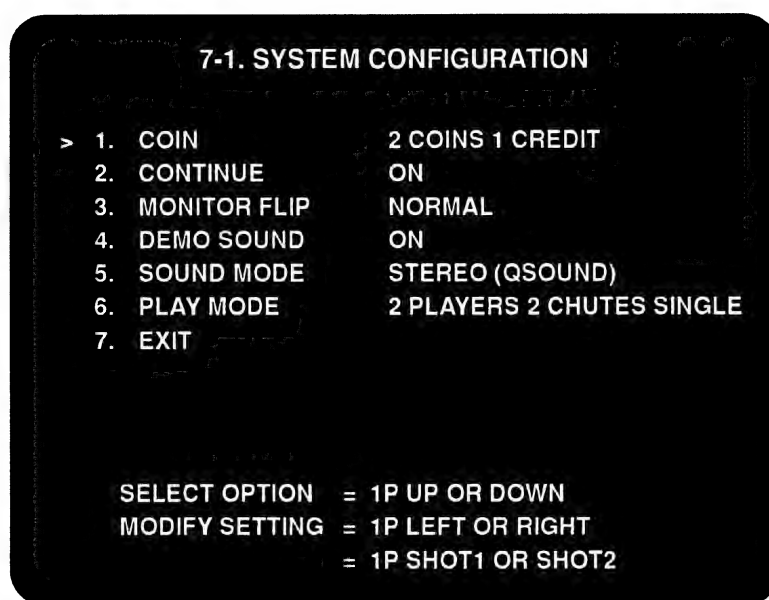 7-1. SYSTEM CONFIGURATION
> 1. COIN 2 COINS 1 CREDIT
2. CONTINUE ON
3. MONITOR FLIP NORMAL
4. DEMO SOUND ON
5. SOUND MODE STEREO (QSOUND)
6. PLAY MODE 2 PLAYERS 2 CHUTES SINGLE
7. EXIT
SELECT OPTION = 1P UP OR DOWN
MODIFY SETTING = 1P LEFT OR RIGHT
= 1P SHOT1 OR SHOT2